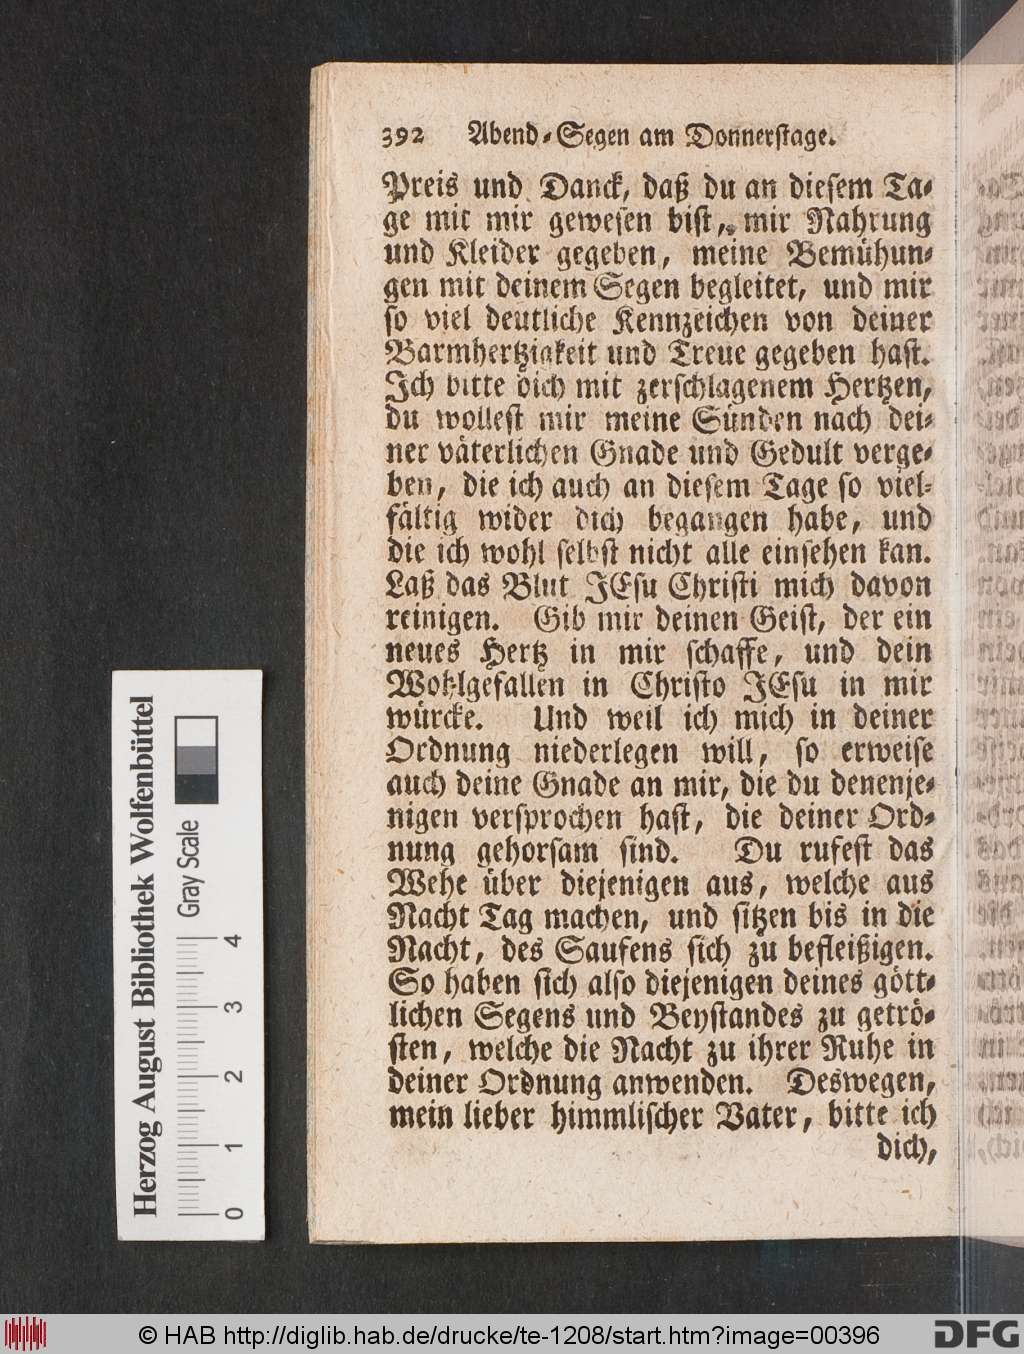 392 Abend-Segen am Donnerstage.
Preis und Danck, daß du an diesem Ta-
ge mit mir gewesen bist, mir Nahrung
und Kleider gegeben, meine Bemühun-
gen mit deinem Segen begleitet, und mir
so viel deutliche Kennzeichen von deiner
Barmhertzigkeit und Treue gegeben hast.
Ich bitte dich mit zerschlagenem Hertzen,
du wollest mir meine Sünden nach dei-
ner väterlichen Gnade und Gedult verge-
ben, die ich auch an diesem Tage so viel-
fältig wider dich begangen habe, und
die ich wohl selbst nicht alle einsehen kan.
Laß das Blut JEsu Christi mich davon
reinigen. Gib mir deinen Geist, der ein
neues Hertz in mir schaffe, und dein
Wohlgefallen in Christo JEsu in mir
würcke. Und weil ich mich in deiner
Ordnung niederlegen will, so erweise
auch deine Gnade an mir, die du denenje-
nigen versprochen hast, die deiner Ord-
nung gehorsam sind. Du rufest das
Wehe über diejenigen aus, welche aus
Nacht Tag machen, und sitzen bis in die
Nacht, des Saufens sich zu befleißigen.
So haben sich also diejenigen deines gött-
lichen Segens und Beystandes zu getrö-
sten, welche die Nacht zu ihrer Ruhe in
deiner Ordnung anwenden. Deswegen,
mein lieber himmlischer Vater, bitte ich
dich,
Herzog August Bibliothek Wolfenbüttel
Gray Scale
0 1 2 3 4
© HAB http://diglib.hab.de/drucke/te-1208/start.htm?image=00396
DFG